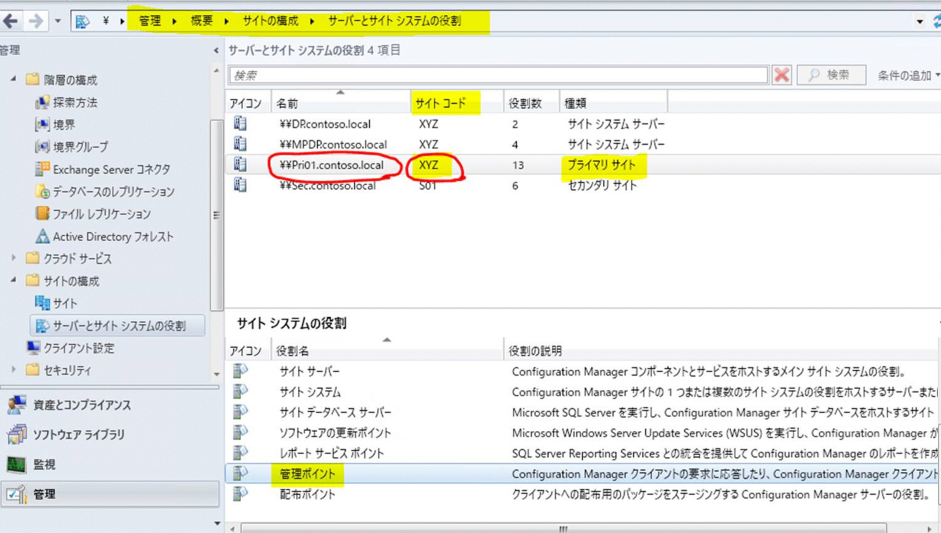 ¥ ▸ 管理 ▸ 概要 ▸ サイトの構成 ▸ サーバーとサイト システムの役割
管理
階層の構成
探索方法
境界
境界グループ
Exchange Server コネクタ
データベースのレプリケーション
ファイル レプリケーション
Active Directory フォレスト
クラウド サービス
サイトの構成
サイト
サーバーとサイト システムの役割
クライアント設定
セキュリティ
資産とコンプライアンス
ソフトウェア ライブラリ
監視
管理
サーバーとサイト システムの役割 4 項目
検索 検索 条件の追加
アイコン 名前 サイト コード 役割数 種類
¥¥DP.contoso.local XYZ 2 サイト システム サーバー
¥¥MPDP.contoso.local XYZ 4 サイト システム サーバー
¥¥Pri01.contoso.local XYZ 13 プライマリ サイト
¥¥Sec.contoso.local S01 6 セカンダリ サイト
サイト システムの役割
アイコン 役割名 役割の説明
サイト サーバー Configuration Manager コンポーネントとサービスをホストするメイン サイト システムの役割。
サイト システム Configuration Manager サイトの 1 つまたは複数のサイト システムの役割をホストするサーバーまた
サイト データベース サーバー Microsoft SQL Server を実行し、Configuration Manager サイト データベースをホストするサイト
ソフトウェアの更新ポイント Microsoft Windows Server Update Services (WSUS) を実行し、Configuration Manager が
レポート サービス ポイント SQL Server Reporting Services との統合を提供して Configuration Manager のレポートを作成
管理ポイント Configuration Manager クライアントの要求に応答したり、Configuration Manager クライアント
配布ポイント クライアントへの配布用のパッケージをステージングする Configuration Manager サーバーの役割。